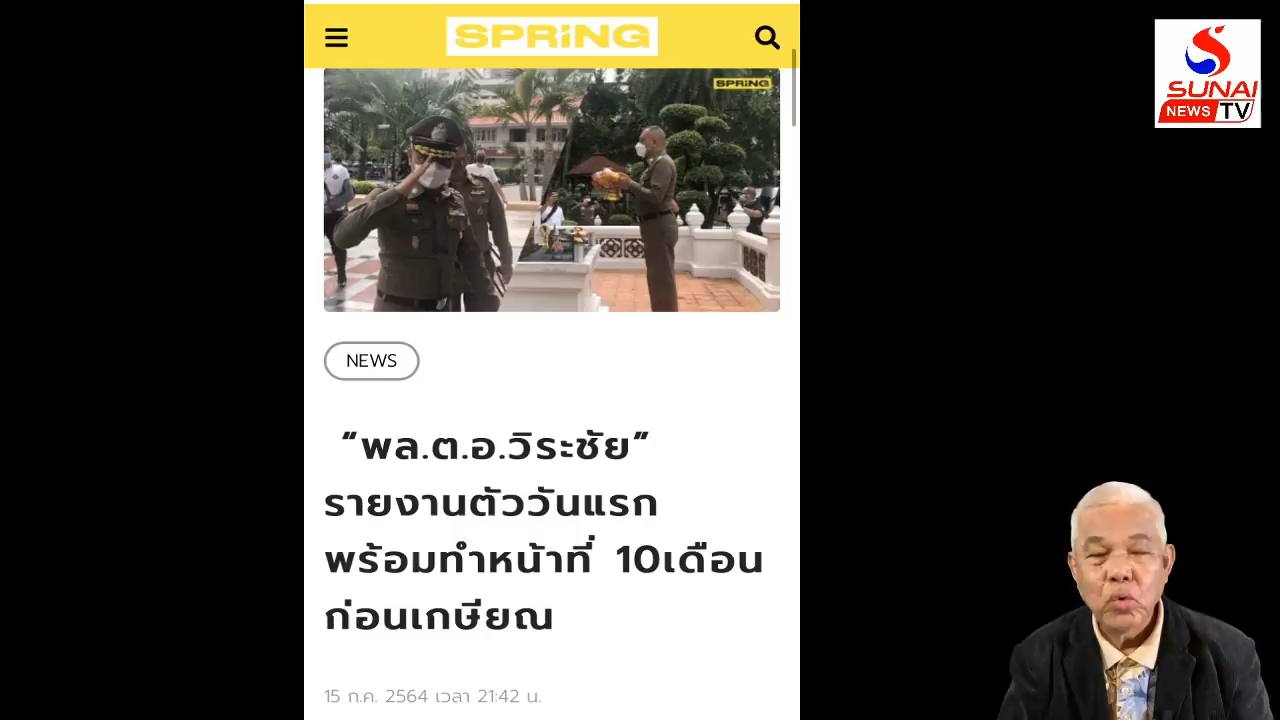 SPRiNG
SPRiNG
SUNAI
NEWS TV
NEWS
“พล.ต.อ.วิระชัย”
รายงานตัววันแรก
พร้อมทำหน้าที่ 10เดือน
ก่อนเกษียณ
15 ก.ค. 2564 เวลา 21:42 น.